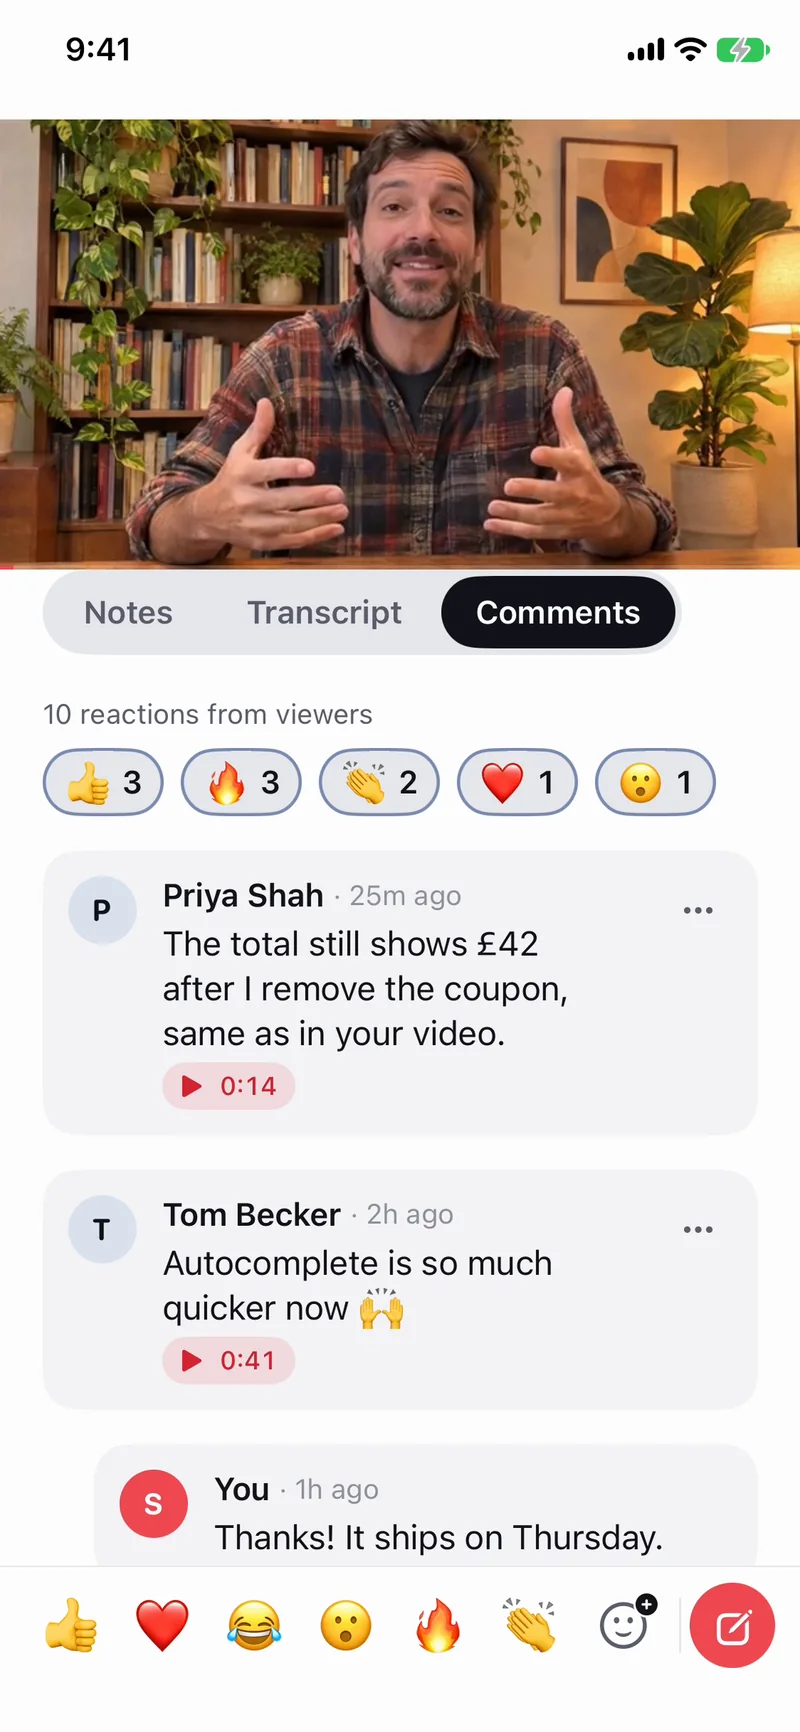 9:41
Notes Transcript Comments
10 reactions from viewers
👍 3 🔥 3 👏 2 ❤️ 1 😮 1
P
Priya Shah · 25m ago
The total still shows £42
after I remove the coupon,
same as in your video.
0:14
T
Tom Becker · 2h ago
Autocomplete is so much
quicker now 🙌
0:41
S
You · 1h ago
Thanks! It ships on Thursday.